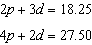 2p + 3d = 18.25
4p + 2d = 27.50